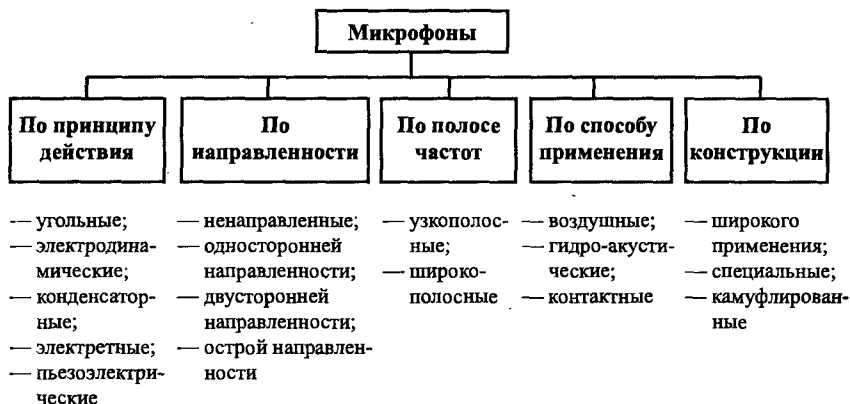 Микрофоны
По принципу
действия
По
иаправленности
По полосе
частот
По способу
применения
По
конструкции
— угольные;
— электродина-
мические;
— конденсатор-
ные;
— электретные;
— пьезоэлектри-
ческие
— ненаправленные;
— односторонней
направленности;
— двусторонней
направленности;
— острой направлен-
ности
— узкополос-
ные;
— широко-
полосные
— воздушные;
— гидро-акусти-
ческие;
— контактные
— широкого
применения;
— специальные;
— камуфлирован-
ные